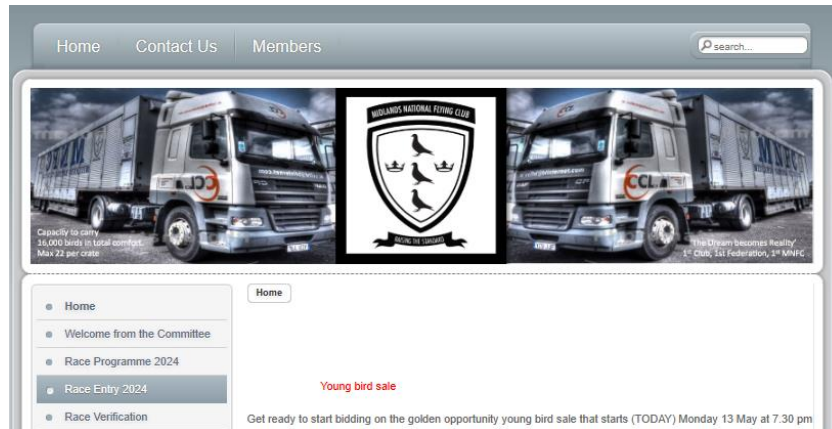 Home Contact Us Members search...
MIDLANDS NATIONAL FLYING CLUB
CCL
CCL
RAISING THE STANDARDS
Capacity to carry
16,000 birds in total comfort.
Max 22 per crate
'The Dream becomes Reality'
1st Club, 1st Federation, 1st MNFC
Home
Home
Welcome from the Committee
Race Programme 2024
Race Entry 2024
Race Verification
Young bird sale
Get ready to start bidding on the golden opportunity young bird sale that starts (TODAY) Monday 13 May at 7.30 pm